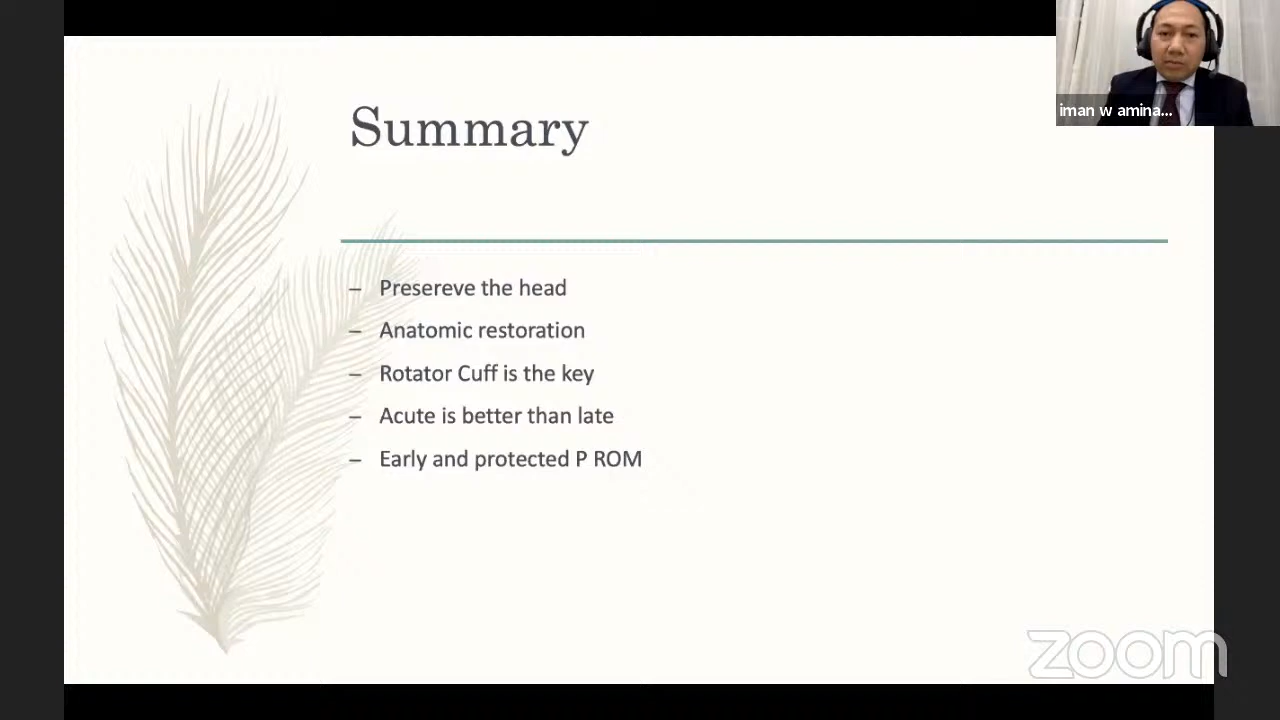 iman w amina...
Summary
– Presereve the head
– Anatomic restoration
– Rotator Cuff is the key
– Acute is better than late
– Early and protected P ROM
zoom